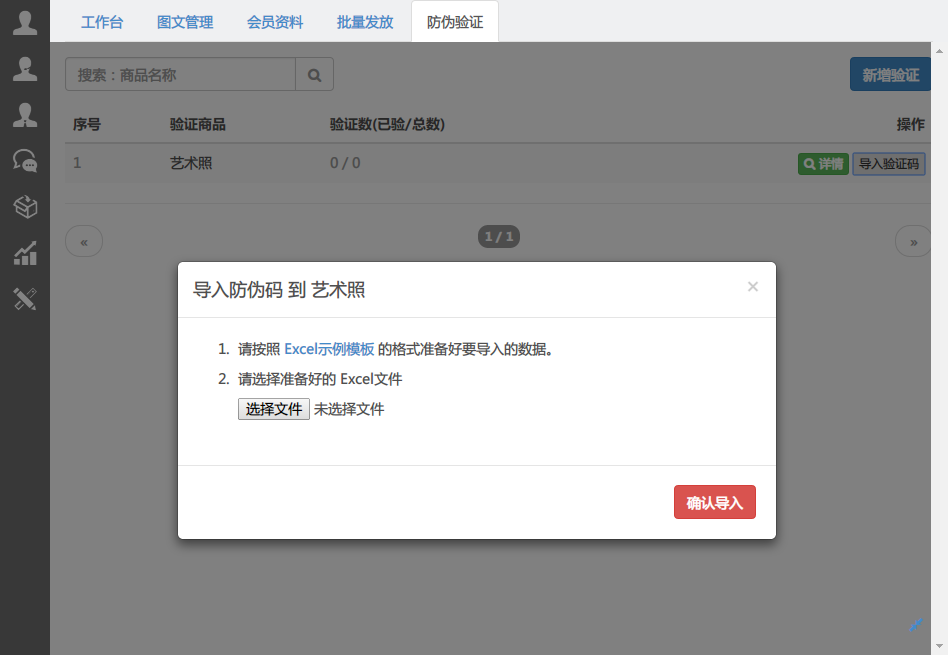 工作台 图文管理 会员资料 批量发放 防伪验证
搜索：商品名称
新增验证
序号 验证商品 验证数(已验/总数) 操作
1 艺术照 0 / 0 详情 导入验证码
« 1 / 1 »
导入防伪码 到 艺术照 ×
1. 请按照 Excel示例模板 的格式准备好要导入的数据。
2. 请选择准备好的 Excel文件
选择文件 未选择文件
确认导入